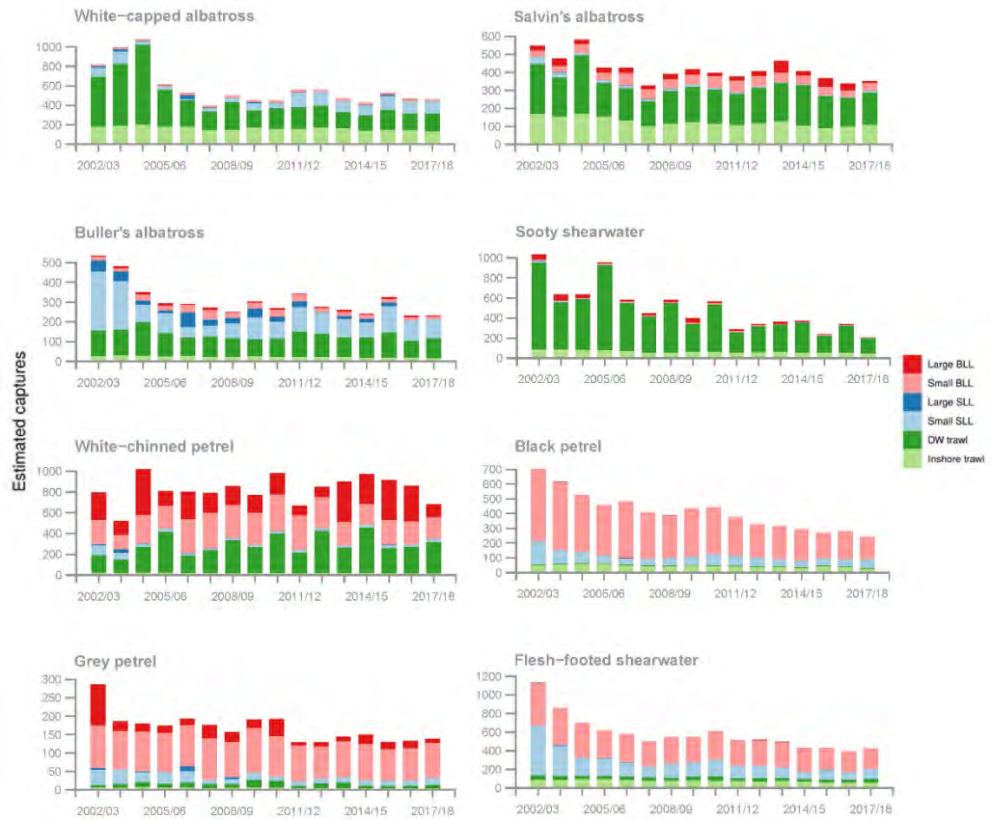 White-capped albatross
1000
800
600
400
200
0
2002/03 2005/06 2008/09 2011/12 2014/15 2017/18
Salvin's albatross
600
500
400
300
200
100
0
2002/03 2005/06 2008/09 2011/12 2014/15 2017/18
Buller's albatross
500
400
300
200
100
0
2002/03 2005/06 2008/09 2011/12 2014/15 2017/18
Sooty shearwater
1000
800
600
400
200
0
2002/03 2005/06 2008/09 2011/12 2014/15 2017/18
Estimated captures
Large BLL
Small BLL
Large SLL
Small SLL
DW trawl
Inshore trawl
White-chinned petrel
1000
800
600
400
200
0
2002/03 2005/06 2008/09 2011/12 2014/15 2017/18
Black petrel
700
600
500
400
300
200
100
0
2002/03 2005/06 2008/09 2011/12 2014/15 2017/18
Grey petrel
300
250
200
150
100
50
0
2002/03 2005/06 2008/09 2011/12 2014/15 2017/18
Flesh-footed shearwater
1200
1000
800
600
400
200
0
2002/03 2005/06 2008/09 2011/12 2014/15 2017/18